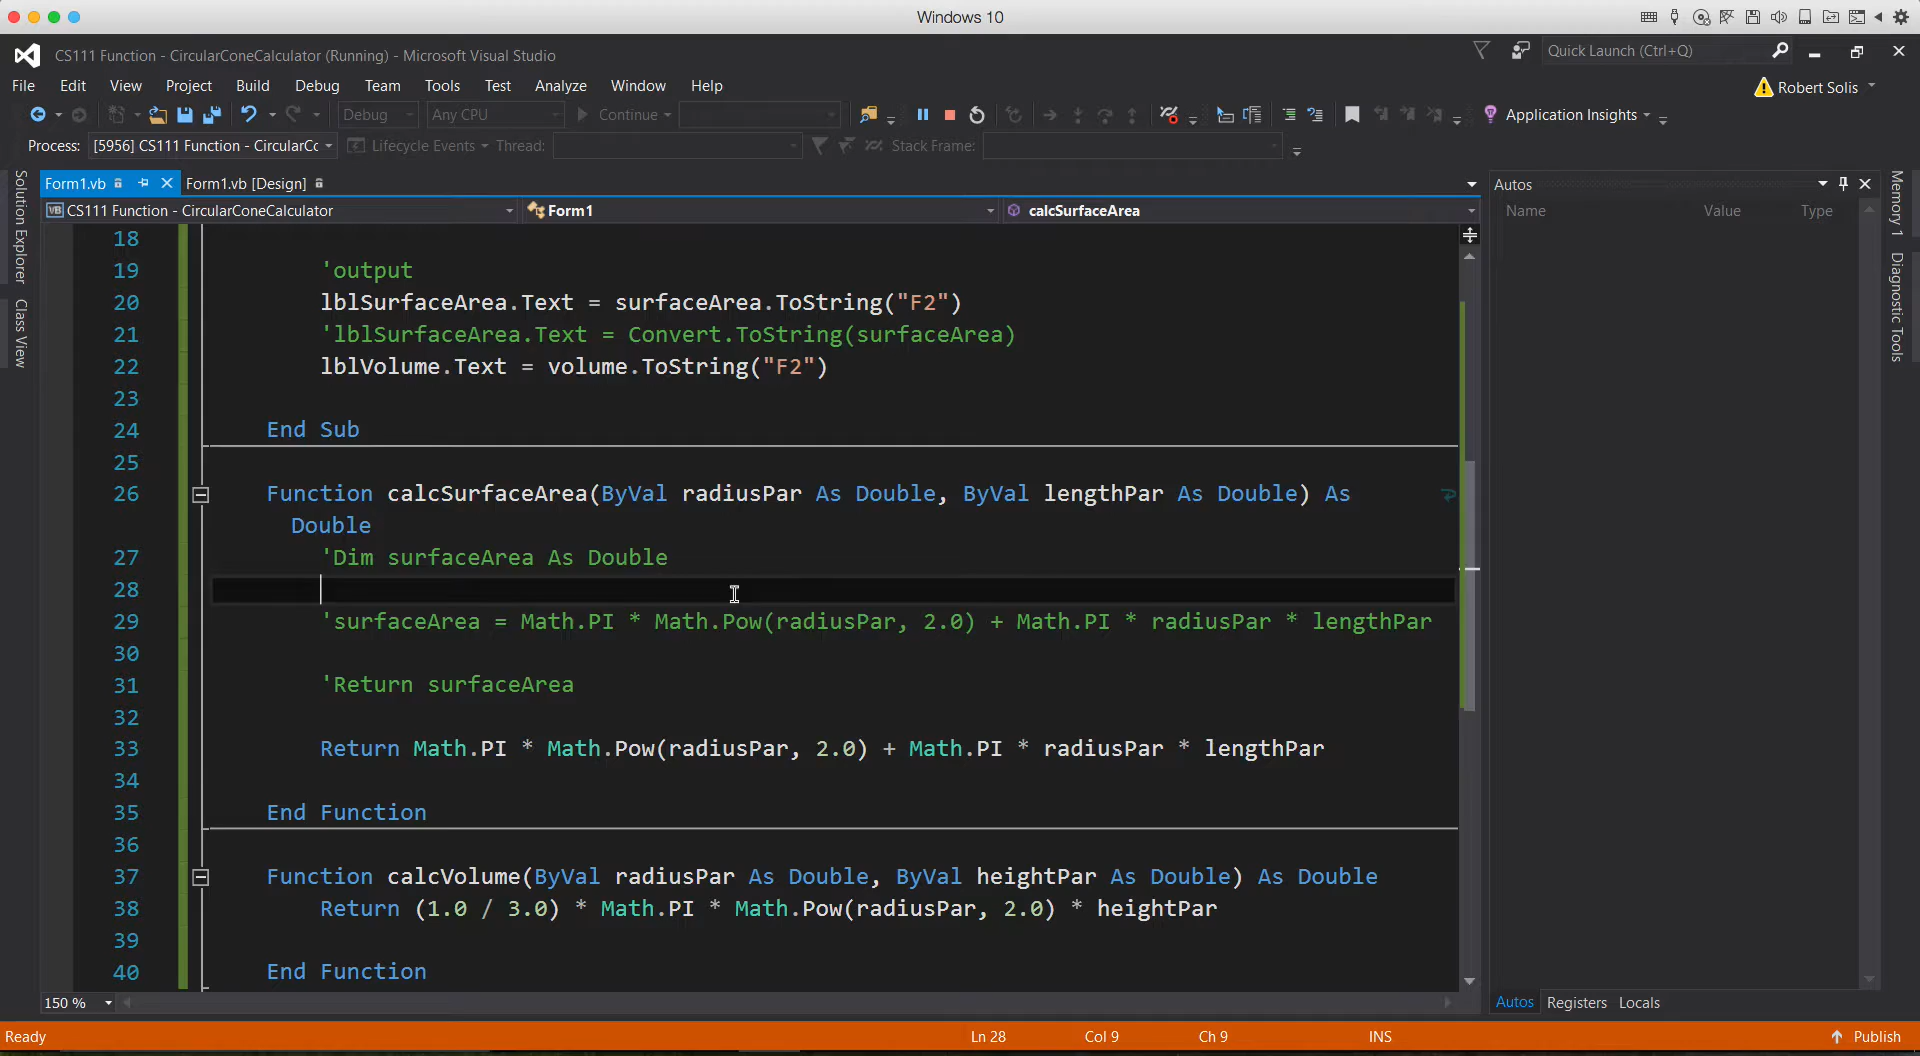 Windows 10
CS111 Function - CircularConeCalculator (Running) - Microsoft Visual Studio
Quick Launch (Ctrl+Q)
File Edit View Project Build Debug Team Tools Test Analyze Window Help
Robert Solis
Debug Any CPU Continue Application Insights
Process: [5956] CS111 Function - CircularCc Lifecycle Events Thread: Stack Frame:
Form1.vb Form1.vb [Design]
CS111 Function - CircularConeCalculator Form1 calcSurfaceArea
Solution Explorer
Class View
18
19 'output
20 lblSurfaceArea.Text = surfaceArea.ToString("F2")
21 'lblSurfaceArea.Text = Convert.ToString(surfaceArea)
22 lblVolume.Text = volume.ToString("F2")
23
24 End Sub
25
26 Function calcSurfaceArea(ByVal radiusPar As Double, ByVal lengthPar As Double) As
Double
27 'Dim surfaceArea As Double
28
29 'surfaceArea = Math.PI * Math.Pow(radiusPar, 2.0) + Math.PI * radiusPar * lengthPar
30
31 'Return surfaceArea
32
33 Return Math.PI * Math.Pow(radiusPar, 2.0) + Math.PI * radiusPar * lengthPar
34
35 End Function
36
37 Function calcVolume(ByVal radiusPar As Double, ByVal heightPar As Double) As Double
38 Return (1.0 / 3.0) * Math.PI * Math.Pow(radiusPar, 2.0) * heightPar
39
40 End Function
150 %
Autos
Name Value Type
Autos Registers Locals
Memory 1
Diagnostic Tools
Ready Ln 28 Col 9 Ch 9 INS Publish